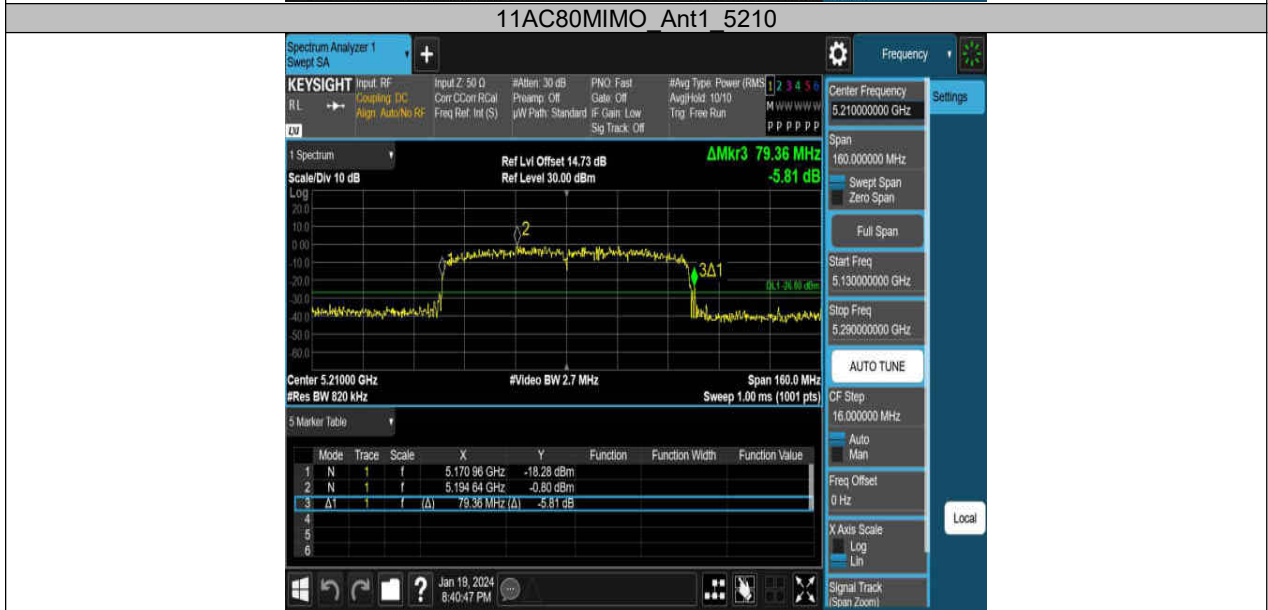 11AC80MIMO_Ant1_5210
Spectrum Analyzer 1
Swept SA
+
Frequency
KEYSIGHT
Input: RF
Input Z: 50 Ω
#Atten: 30 dB
PNO: Fast
#Avg Type: Power (RMS
1 2 3 4 5 6
RL
Coupling: DC
Corr CCorr RCal
Preamp: Off
Gate: Off
Avg|Hold: 10/10
M W W W W W
Align: Auto/No RF
Freq Ref: Int (S)
µW Path: Standard
IF Gain: Low
Trig: Free Run
Sig Track: Off
P P P P P P
Center Frequency
5.210000000 GHz
Settings
1 Spectrum
Ref Lvl Offset 14.73 dB
ΔMkr3 79.36 MHz
Scale/Div 10 dB
Ref Level 30.00 dBm
-5.81 dB
Span
160.000000 MHz
Swept Span
Zero Span
Full Span
Log
20.0
10.0
0.00
-10.0
-20.0
-30.0
-40.0
-50.0
-60.0
2
3Δ1
Start Freq
5.130000000 GHz
Stop Freq
5.290000000 GHz
AUTO TUNE
Center 5.21000 GHz
#Video BW 2.7 MHz
Span 160.0 MHz
#Res BW 820 kHz
Sweep 1.00 ms (1001 pts)
CF Step
16.000000 MHz
Auto
Man
5 Marker Table
Mode Trace Scale X Y Function Function Width Function Value
1 N 1 f 5.170 96 GHz -18.28 dBm
2 N 1 f 5.194 64 GHz -0.80 dBm
3 Δ1 1 f (Δ) 79.36 MHz (Δ) -5.81 dB
4
5
6
Freq Offset
0 Hz
X Axis Scale
Log
Lin
Local
Signal Track
(Span Zoom)
?
Jan 19, 2024
8:40:47 PM